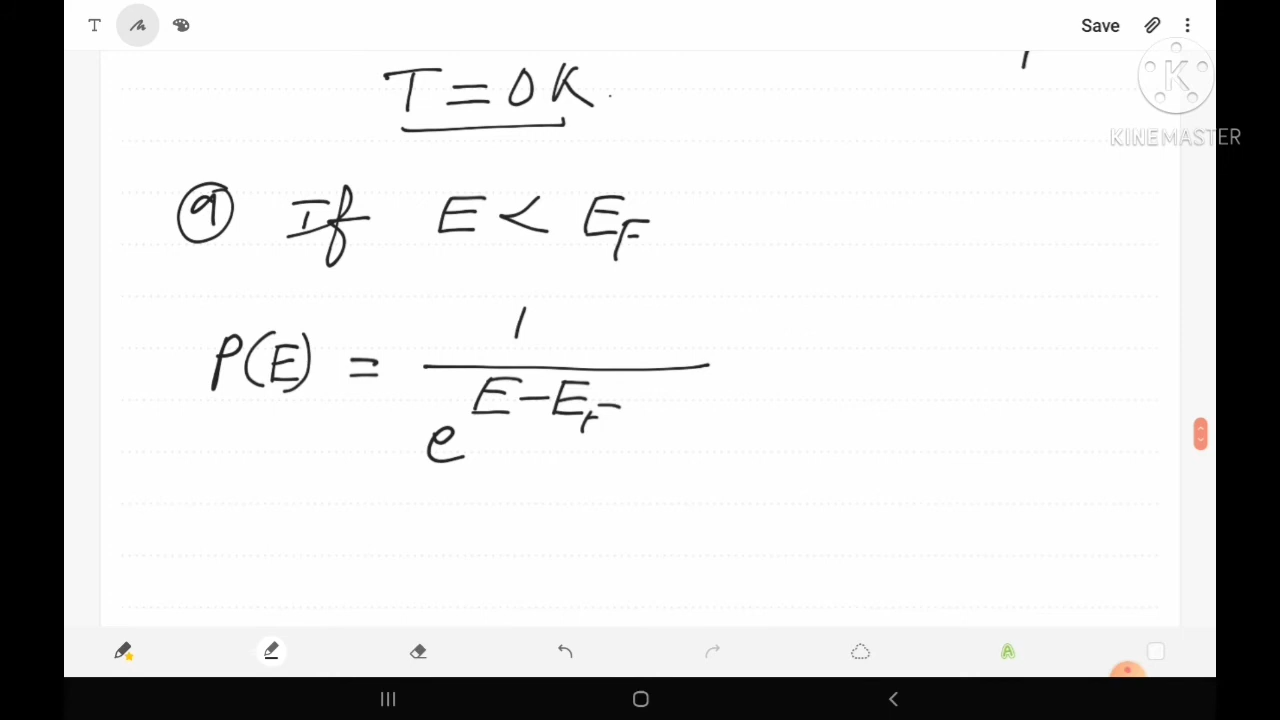 T Save
K
KINEMASTER
T = 0 K.
(a) If E < E_F
P(E) = 1 / e^(E - E_F)
A